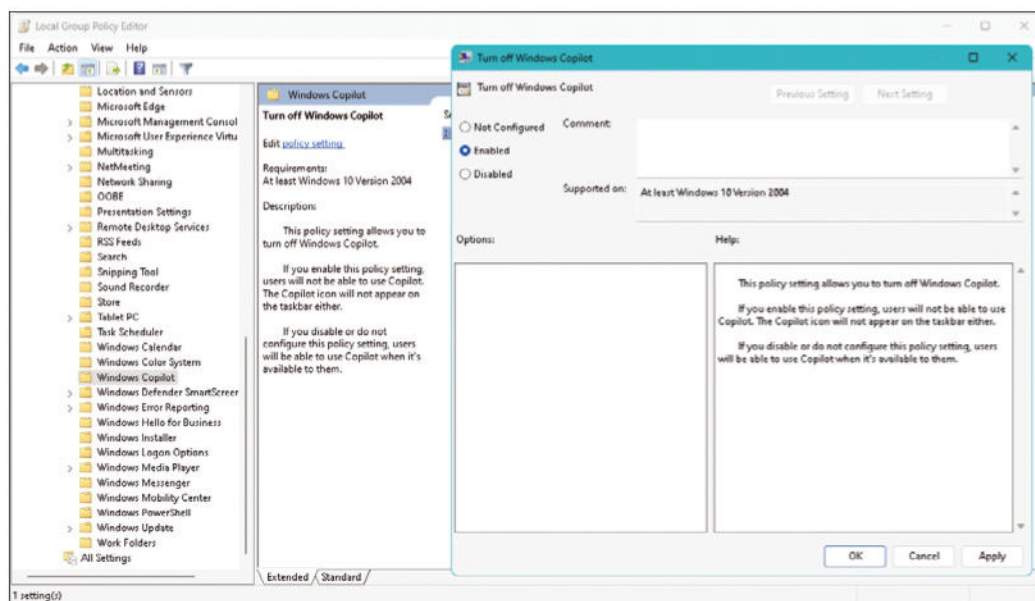 Local Group Policy Editor
File Action View Help
Location and Sensors
Microsoft Edge
Microsoft Management Consol
Microsoft User Experience Virtu
Multitasking
NetMeeting
Network Sharing
OOBE
Presentation Settings
Remote Desktop Services
RSS Feeds
Search
Snipping Tool
Sound Recorder
Store
Tablet PC
Task Scheduler
Windows Calendar
Windows Color System
Windows Copilot
Windows Defender SmartScreer
Windows Error Reporting
Windows Hello for Business
Windows Installer
Windows Logon Options
Windows Media Player
Windows Messenger
Windows Mobility Center
Windows PowerShell
Windows Update
Work Folders
All Settings
1 setting(s)
Windows Copilot
Turn off Windows Copilot
Edit policy setting
Requirements:
At least Windows 10 Version 2004
Description:
This policy setting allows you to
turn off Windows Copilot.
If you enable this policy setting,
users will not be able to use Copilot.
The Copilot icon will not appear on
the taskbar either.
If you disable or do not
configure this policy setting, users
will be able to use Copilot when it's
available to them.
Extended Standard
Turn off Windows Copilot
Turn off Windows Copilot
Previous Setting Next Setting
Not Configured
Enabled
Disabled
Comment:
Supported on:
At least Windows 10 Version 2004
Options:
Help:
This policy setting allows you to turn off Windows Copilot.
If you enable this policy setting, users will not be able to use
Copilot. The Copilot icon will not appear on the taskbar either.
If you disable or do not configure this policy setting, users
will be able to use Copilot when it's available to them.
OK Cancel Apply